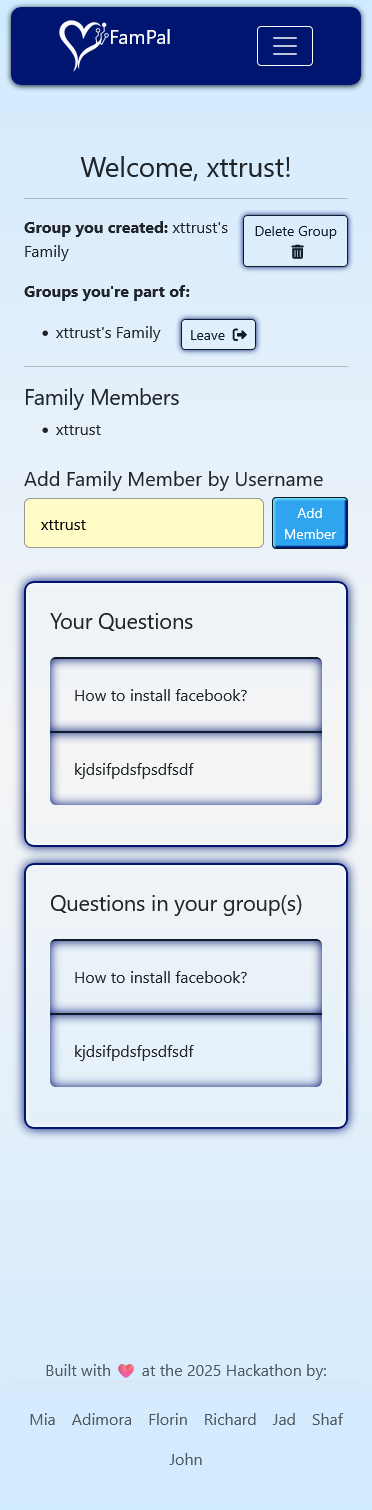 FamPal
Welcome, xttrust!
Group you created: xttrust's
Family
Delete Group
Groups you're part of:
• xttrust's Family
Leave
Family Members
• xttrust
Add Family Member by Username
xttrust
Add
Member
Your Questions
How to install facebook?
kjdsifpdsfpsdfsdf
Questions in your group(s)
How to install facebook?
kjdsifpdsfpsdfsdf
Built with 💗 at the 2025 Hackathon by:
Mia Adimora Florin Richard Jad Shaf
John